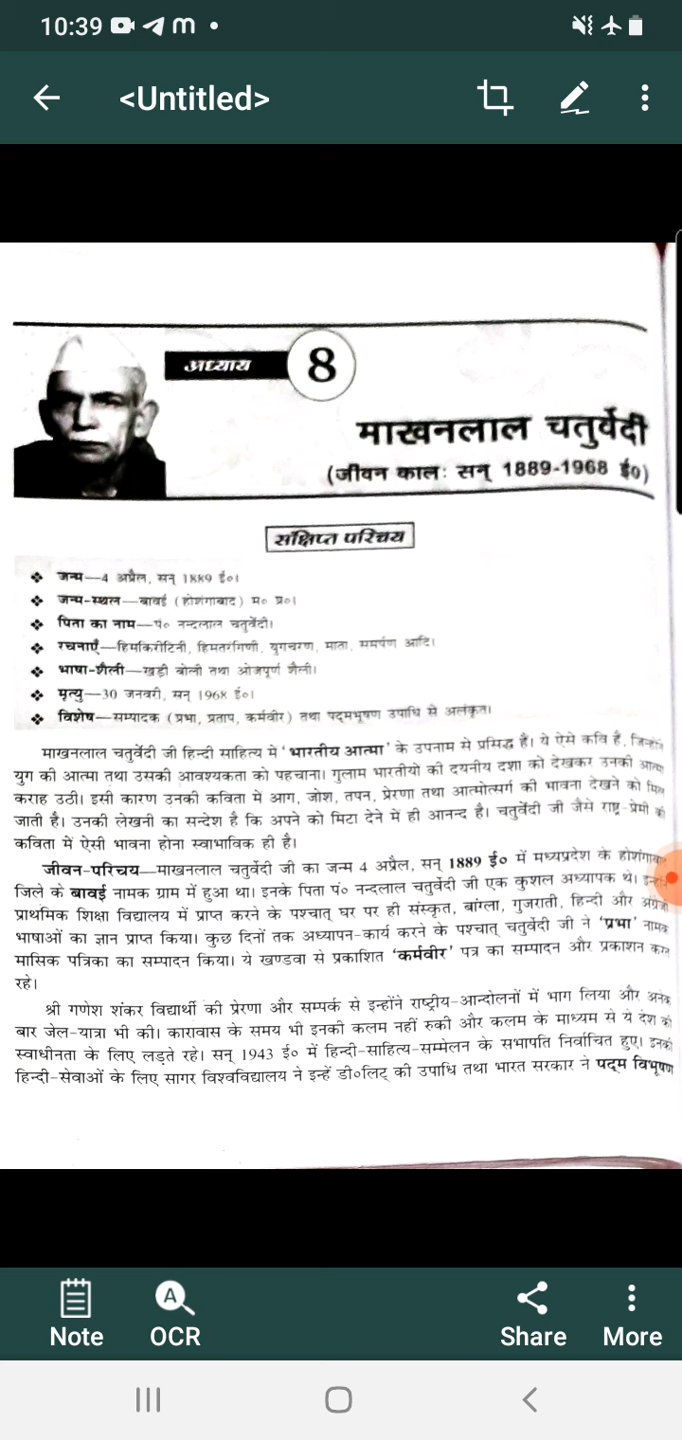 10:39
<Untitled>
अध्याय 8
माखनलाल चतुर्वेदी
(जीवन कालः सन् 1889-1968 ई०)
संक्षिप्त परिचय
❖ जन्म—4 अप्रैल, सन् 1889 ई०।
❖ जन्म-स्थल—बावई (होशंगाबाद) म० प्र०।
❖ पिता का नाम—पं० नन्दलाल चतुर्वेदी।
❖ रचनाएँ—हिमकिरीटिनी, हिमतरंगिणी, युगचरण, माता, समर्पण आदि।
❖ भाषा-शैली—खड़ी बोली तथा ओजपूर्ण शैली।
❖ मृत्यु—30 जनवरी, सन् 1968 ई०।
❖ विशेष—सम्पादक (प्रभा, प्रताप, कर्मवीर) तथा पद्मभूषण उपाधि से अलंकृत।
माखनलाल चतुर्वेदी जी हिन्दी साहित्य में 'भारतीय आत्मा' के उपनाम से प्रसिद्ध हैं। ये ऐसे कवि हैं,
युग की आत्मा तथा उसकी आवश्यकता को पहचाना। गुलाम भारतीयों की दयनीय दशा को देखकर उनकी
कराह उठी। इसी कारण उनकी कविता में आग, जोश, तपन, प्रेरणा तथा आत्मोत्सर्ग की भावना देखने को
जाती है। उनकी लेखनी का सन्देश है कि अपने को मिटा देने में ही आनन्द है। चतुर्वेदी जी जैसे राष्ट्र-प्रेमी की
कविता में ऐसी भावना होना स्वाभाविक ही है।
जीवन-परिचय—माखनलाल चतुर्वेदी जी का जन्म 4 अप्रैल, सन् 1889 ई० में मध्यप्रदेश के
जिले के बावई नामक ग्राम में हुआ था। इनके पिता पं० नन्दलाल चतुर्वेदी जी एक कुशल अध्यापक थे।
प्राथमिक शिक्षा विद्यालय में प्राप्त करने के पश्चात् घर पर ही संस्कृत, बांग्ला, गुजराती, हिन्दी और
भाषाओं का ज्ञान प्राप्त किया। कुछ दिनों तक अध्यापन-कार्य करने के पश्चात् चतुर्वेदी जी ने 'प्रभा' नामक
मासिक पत्रिका का सम्पादन किया। ये खण्डवा से प्रकाशित 'कर्मवीर' पत्र का सम्पादन और प्रकाशन करते
रहे।
श्री गणेश शंकर विद्यार्थी की प्रेरणा और सम्पर्क से इन्होंने राष्ट्रीय-आन्दोलनों में भाग लिया और अनेक
बार जेल-यात्रा भी की। कारावास के समय भी इनकी कलम नहीं रुकी और कलम के माध्यम से ये देश की
स्वाधीनता के लिए लड़ते रहे। सन् 1943 ई० में हिन्दी-साहित्य-सम्मेलन के सभापति निर्वाचित हुए। इनकी
हिन्दी-सेवाओं के लिए सागर विश्वविद्यालय ने इन्हें डी०लिट् की उपाधि तथा भारत सरकार ने पद्म विभूषण
Note OCR Share More